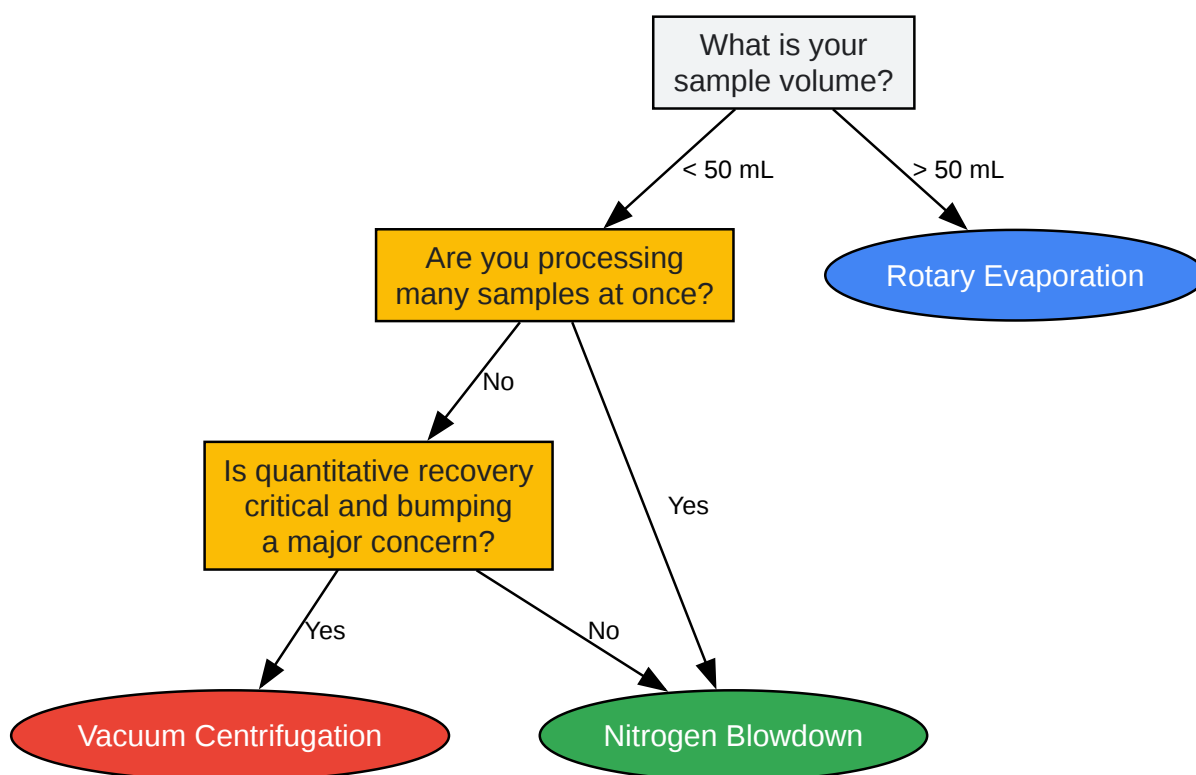 What is your
sample volume?
< 50 mL
> 50 mL
Are you processing
many samples at once?
Rotary Evaporation
No
Yes
Is quantitative recovery
critical and bumping
a major concern?
Yes
No
Vacuum Centrifugation
Nitrogen Blowdown